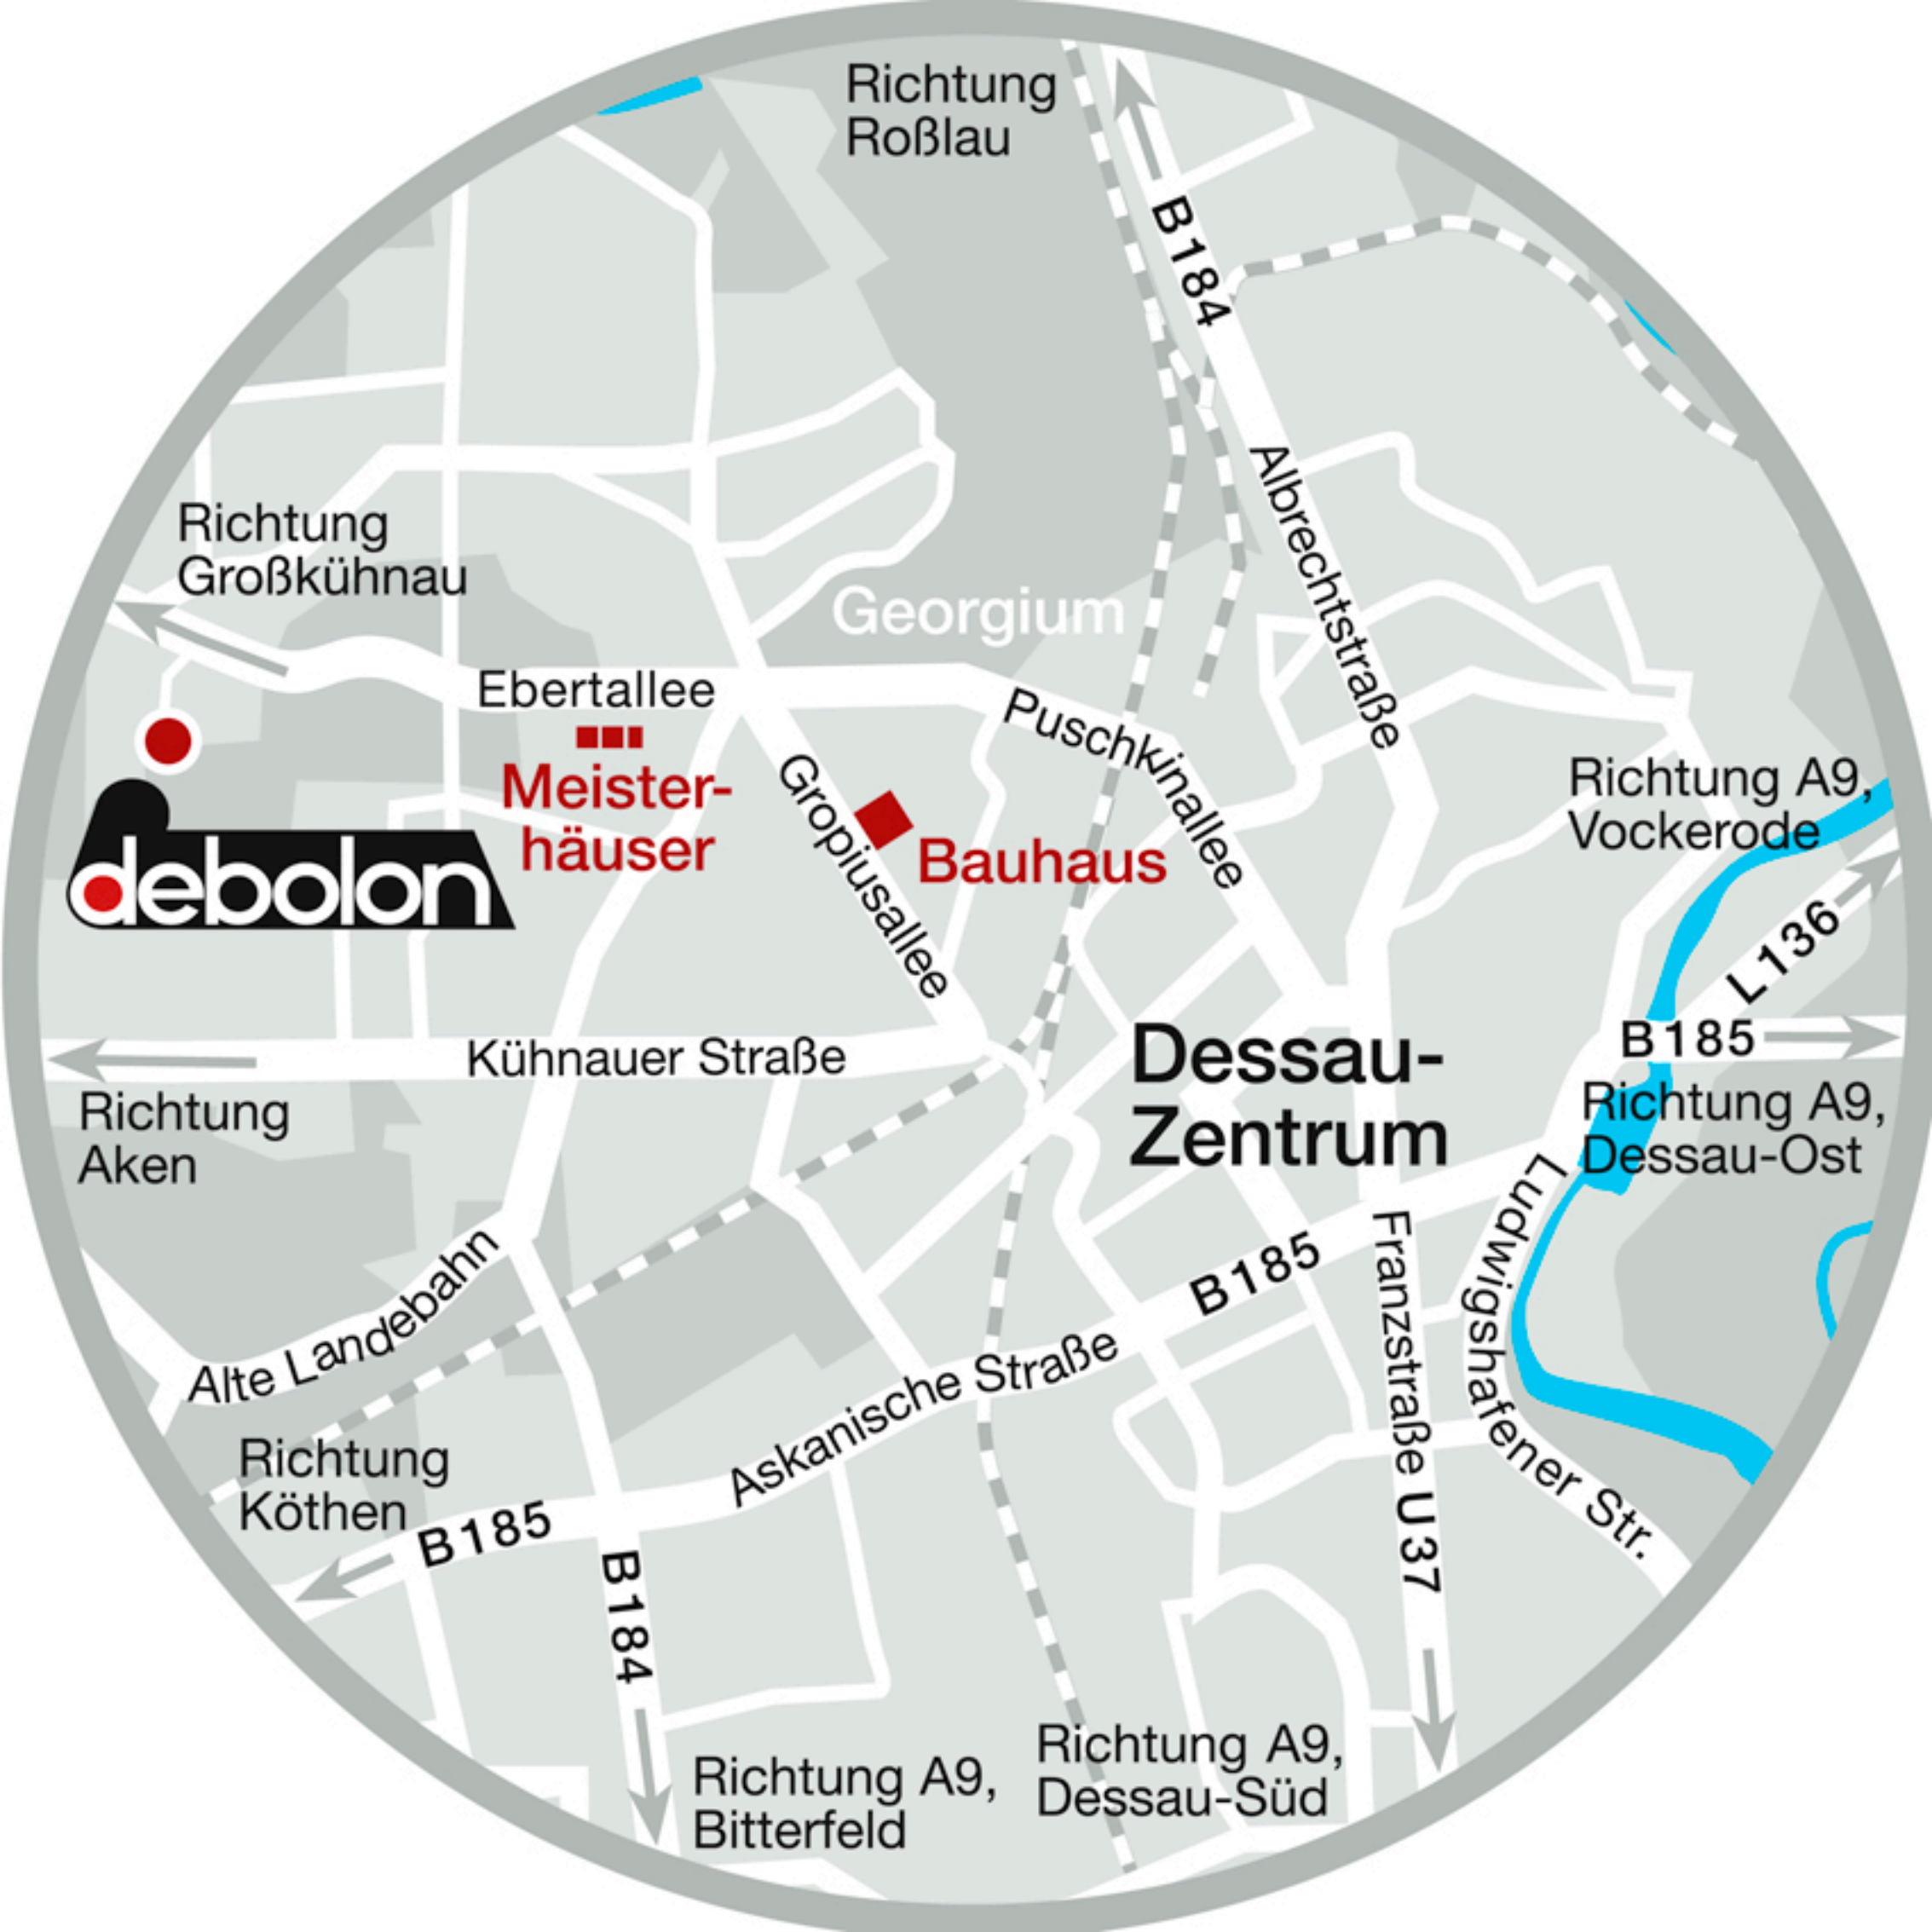 Richtung
Roßlau
B184
Albrechtstraße
Richtung
Großkühnau
Georgium
Ebertallee
Meister-
häuser
Puschkinallee
Gropiusallee
Bauhaus
debolon
Richtung A9,
Vockerode
L136
B185
Richtung A9,
Dessau-Ost
Dessau-
Zentrum
Kühnauer Straße
Richtung
Aken
Alte Landebahn
B185
Franzstraße U37
Ludwigshafener Str.
Askanische Straße
Richtung
Köthen
B185
B184
Richtung A9,
Bitterfeld
Richtung A9,
Dessau-Süd